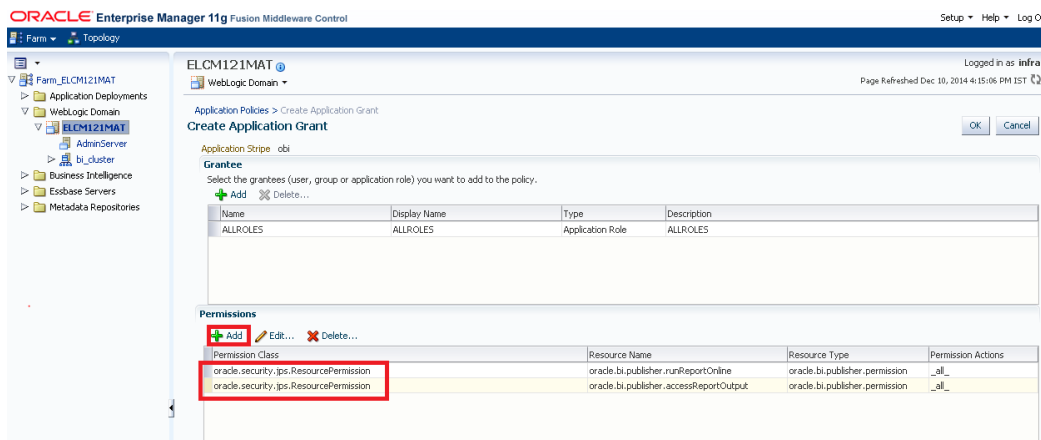 ORACLE Enterprise Manager 11g Fusion Middleware Control
Setup Help Log O
Farm Topology
Farm_ELCM121MAT
Application Deployments
WebLogic Domain
ELCM121MAT
AdminServer
bi_cluster
Business Intelligence
Essbase Servers
Metadata Repositories
ELCM121MAT
Logged in as infra
WebLogic Domain
Page Refreshed Dec 10, 2014 4:15:06 PM IST
Application Policies > Create Application Grant
Create Application Grant
OK Cancel
Application Stripe obi
Grantee
Select the grantees (user, group or application role) you want to add to the policy.
Add Delete...
Name Display Name Type Description
ALLROLES ALLROLES Application Role ALLROLES
Permissions
Add Edit... Delete...
Permission Class Resource Name Resource Type Permission Actions
oracle.security.jps.ResourcePermission oracle.bi.publisher.runReportOnline oracle.bi.publisher.permission _all_
oracle.security.jps.ResourcePermission oracle.bi.publisher.accessReportOutput oracle.bi.publisher.permission _all_